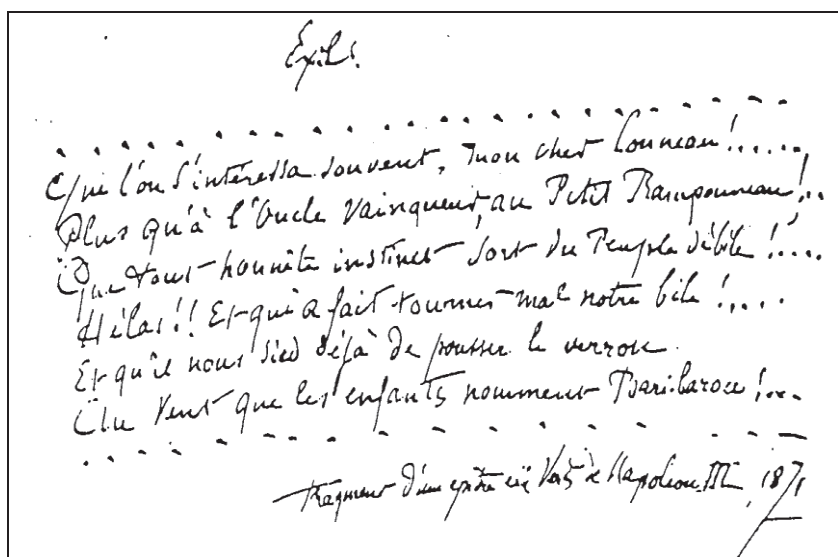 Exil.
. . . . . . . . . . . . . . . . . . . . . .
Que l'on s'intéressa souvent, mon cher Conneau !.....
Plus qu'à l'Oncle Vainqueur, au Petit Ramponneau !..
Que tout honnête instinct sort du Peuple débile !....
Hélas !! Et qui a fait tourner mal notre bile !....
Et qu'il nous sied déjà de pousser le verrou
Au Vent que les enfants nomment Bari-barou !...
. . . . . . . . . . . . . . . . . . . . . .
Fragment d'une épître en Vers de Napoléon III, 1871